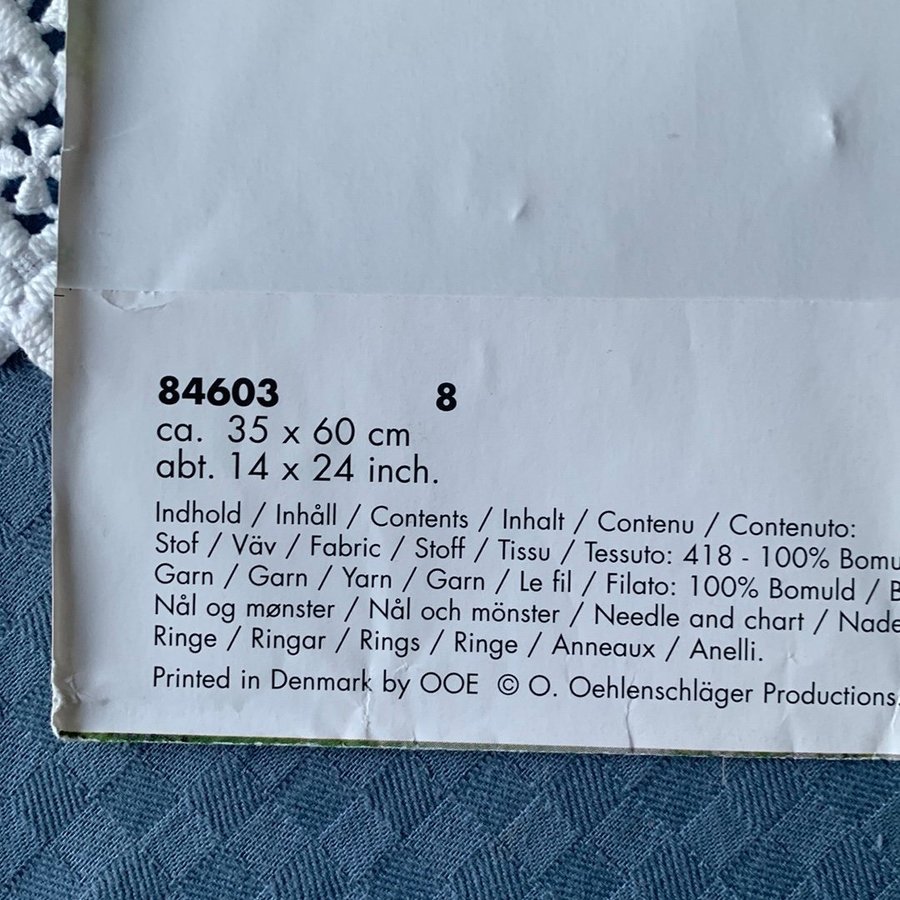 84603 8
ca. 35 x 60 cm
abt. 14 x 24 inch.
Indhold / Inhåll / Contents / Inhalt / Contenu / Contenuto:
Stof / Väv / Fabric / Stoff / Tissu / Tessuto: 418 - 100%
Garn / Garn / Yarn / Garn / Le fil / Filato: 100% Bomuld /
Nål og mønster / Nål och mönster / Needle and chart /
Ringe / Ringar / Rings / Ringe / Anneaux / Anelli.
Printed in Denmark by OOE © O. Oehlenschläger Productions.